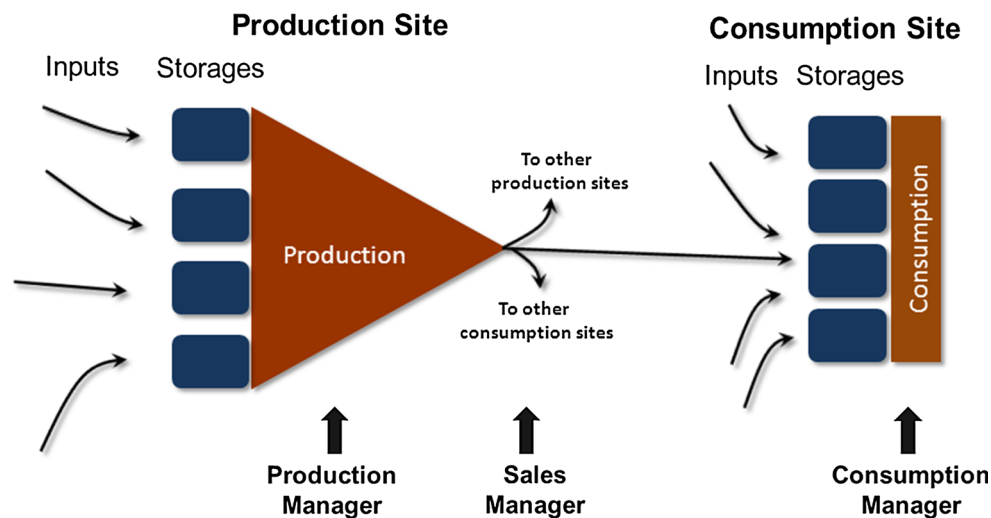 Production Site
Consumption Site
Inputs
Storages
Inputs
Storages
To other
production sites
Production
Consumption
To other
consumption sites
Production
Manager
Sales
Manager
Consumption
Manager